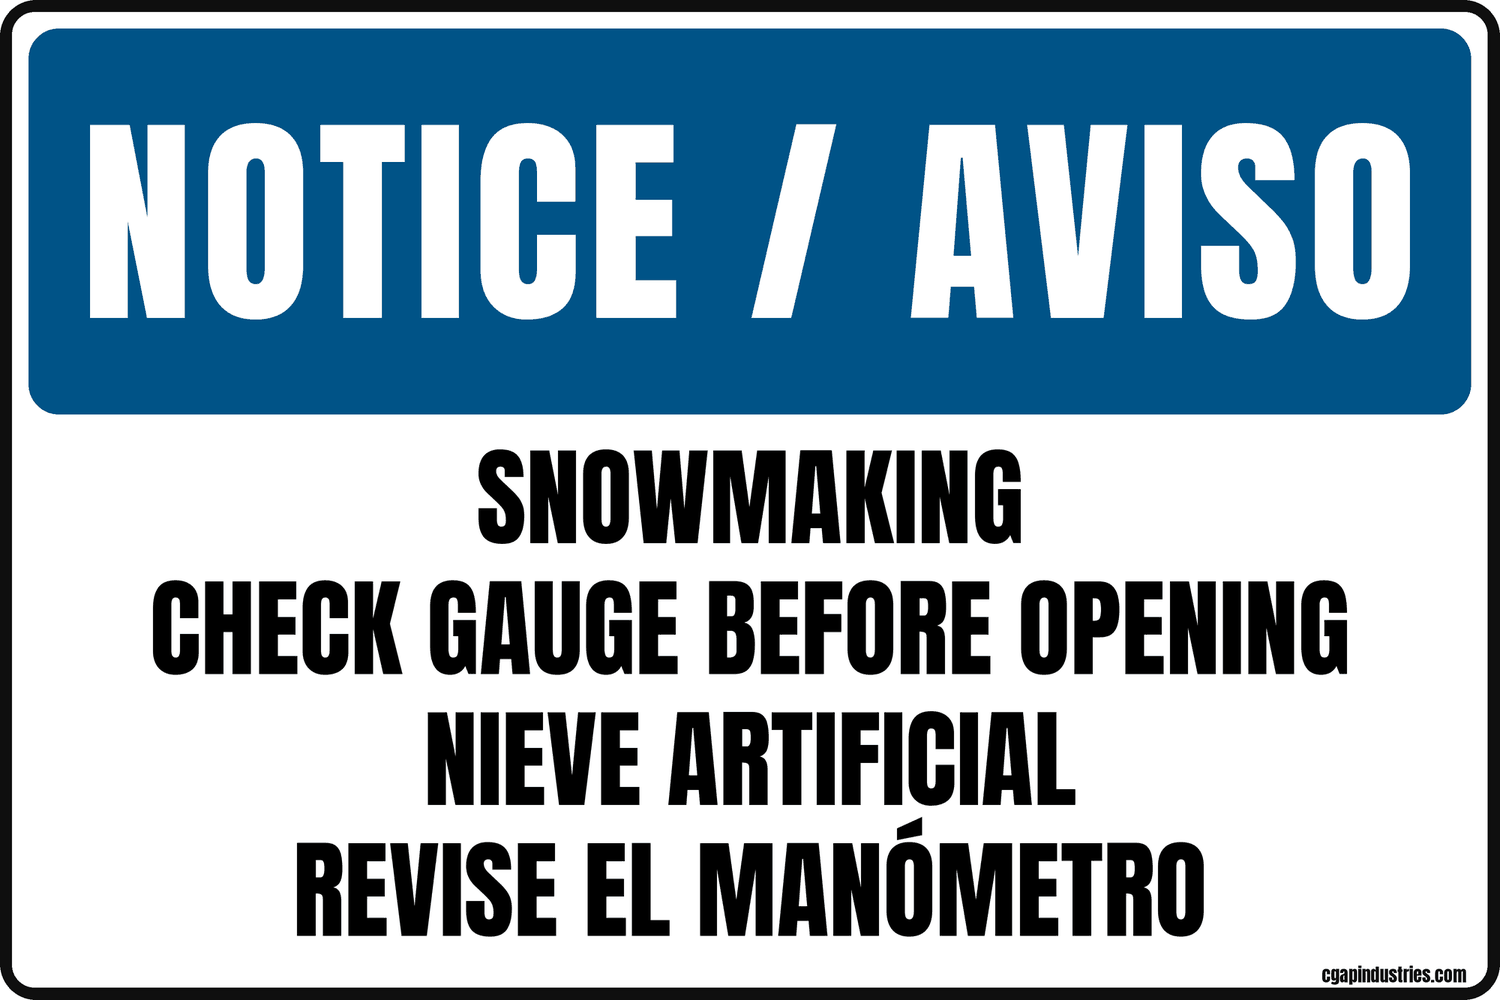 NOTICE / AVISO
SNOWMAKING
CHECK GAUGE BEFORE OPENING
NIEVE ARTIFICIAL
REVISE EL MANÓMETRO
cgapindustries.com